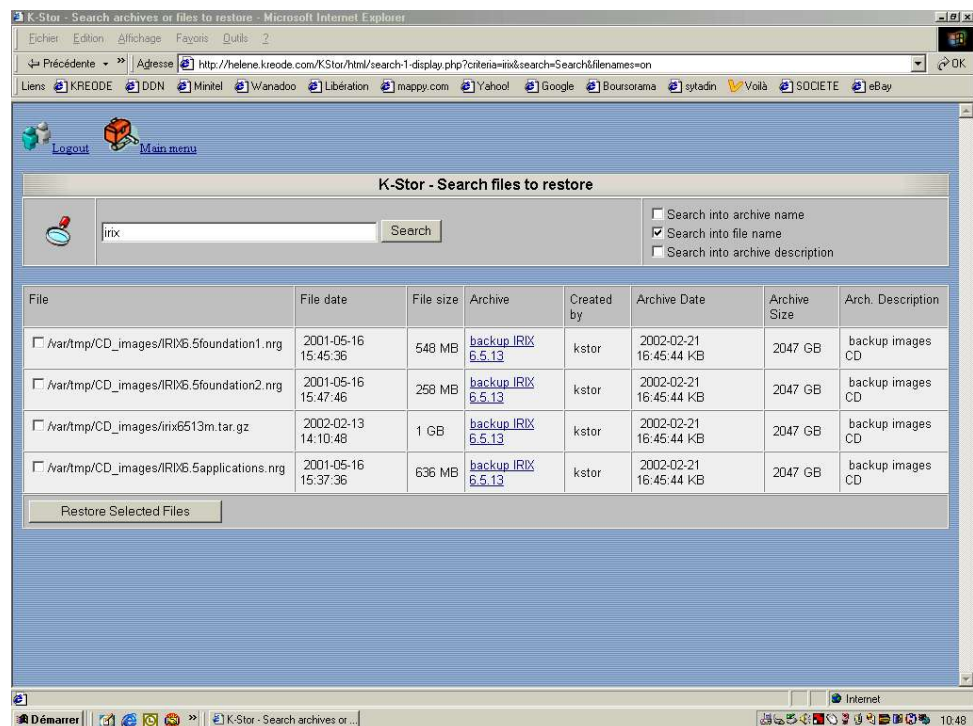 K-Stor - Search archives or files to restore - Microsoft Internet Explorer
Fichier Edition Affichage Favoris Outils ?
Précédente » Adresse http://helene.kreode.com/KStor/html/search-1-display.php?criteria=irix&search=Search&filenames=on OK
Liens KREODE DDN Minitel Wanadoo Libération mappy.com Yahoo! Google Boursorama sytadin Voilà SOCIETE eBay
Logout Main menu
K-Stor - Search files to restore
irix Search
Search into archive name
Search into file name
Search into archive description
File File date File size Archive Created by Archive Date Archive Size Arch. Description
/var/tmp/CD_images/IRIX6.5foundation1.nrg 2001-05-16 15:45:36 548 MB backup IRIX 6.5.13 kstor 2002-02-21 16:45:44 KB 2047 GB backup images CD
/var/tmp/CD_images/IRIX6.5foundation2.nrg 2001-05-16 15:47:46 258 MB backup IRIX 6.5.13 kstor 2002-02-21 16:45:44 KB 2047 GB backup images CD
/var/tmp/CD_images/irix6513m.tar.gz 2002-02-13 14:10:48 1 GB backup IRIX 6.5.13 kstor 2002-02-21 16:45:44 KB 2047 GB backup images CD
/var/tmp/CD_images/IRIX6.5applications.nrg 2001-05-16 15:37:36 636 MB backup IRIX 6.5.13 kstor 2002-02-21 16:45:44 KB 2047 GB backup images CD
Restore Selected Files
Internet
Démarrer » K-Stor - Search archives or ... 10:46